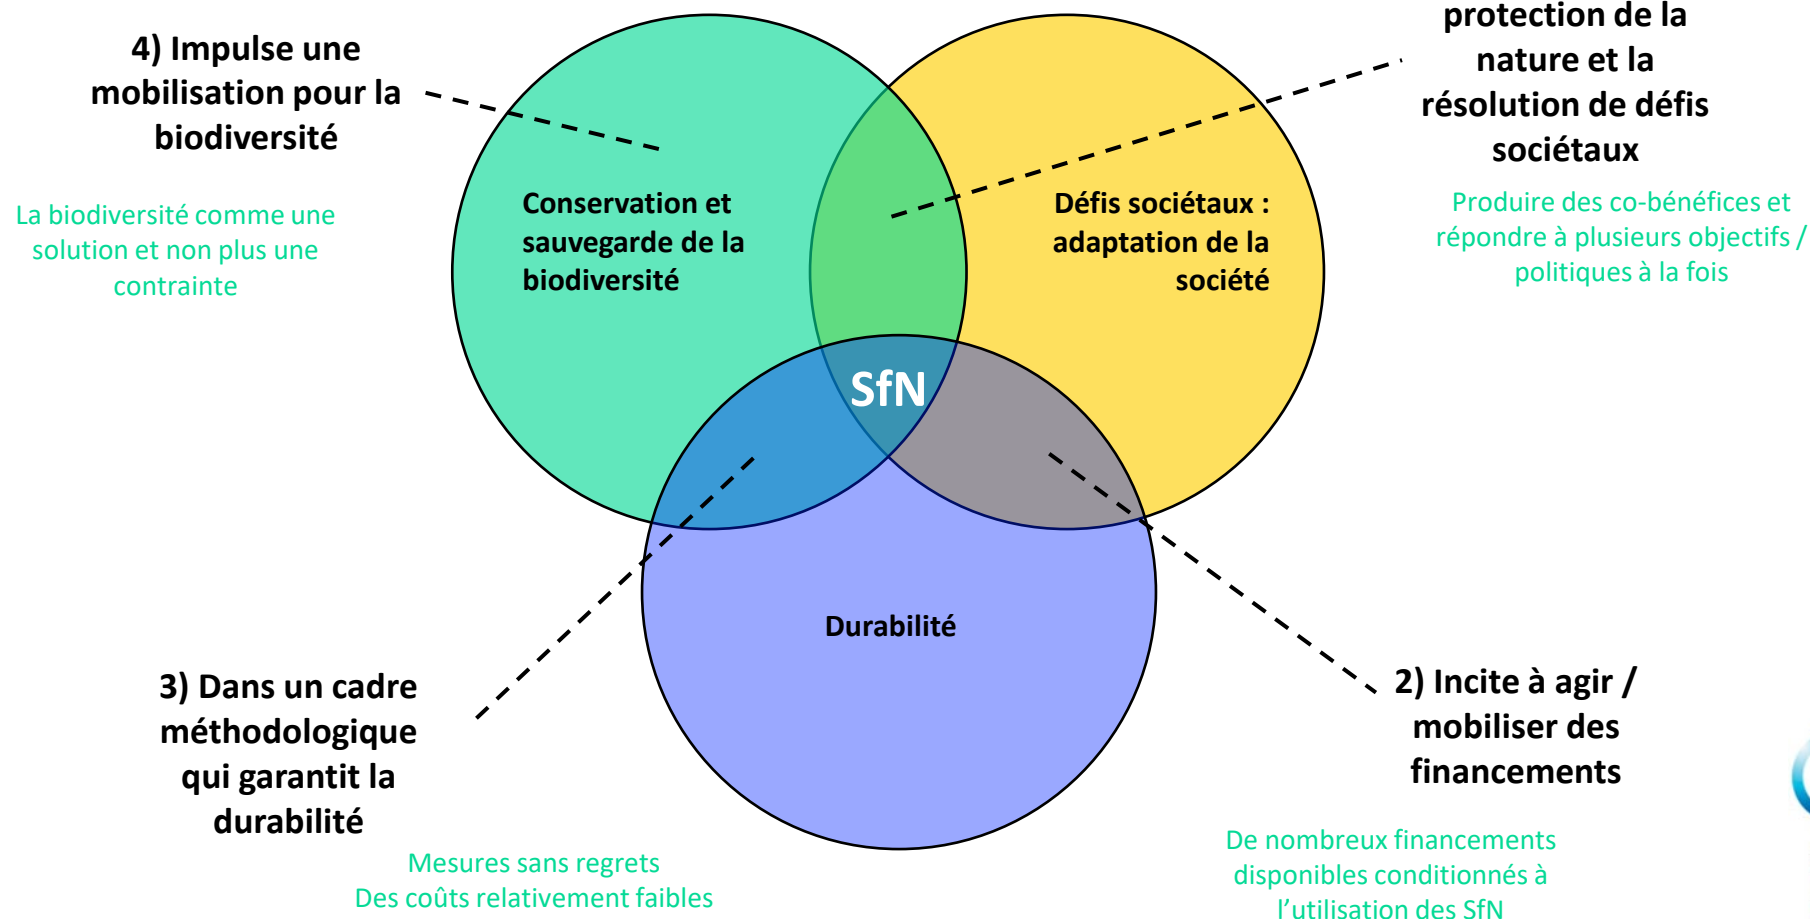 4) Impulse une
mobilisation pour la
biodiversité
La biodiversité comme une
solution et non plus une
contrainte
Conservation et
sauvegarde de la
biodiversité
Défis sociétaux :
adaptation de la
société
protection de la
nature et la
résolution de défis
sociétaux
Produire des co-bénéfices et
répondre à plusieurs objectifs /
politiques à la fois
SfN
Durabilité
3) Dans un cadre
méthodologique
qui garantit la
durabilité
Mesures sans regrets
Des coûts relativement faibles
2) Incite à agir /
mobiliser des
financements
De nombreux financements
disponibles conditionnés à
l’utilisation des SfN